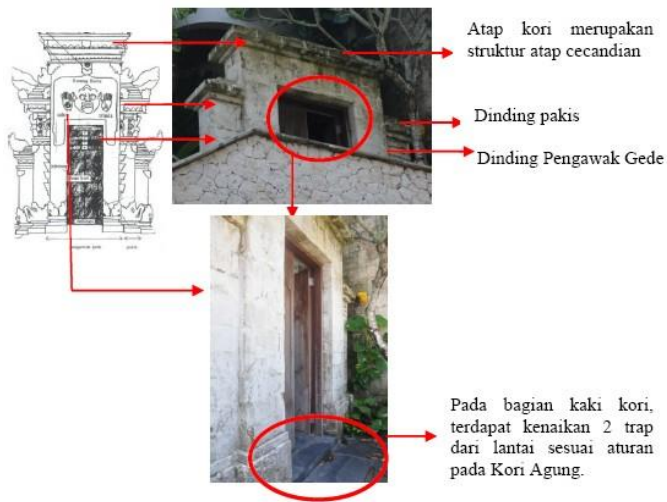 Atap kori merupakan
struktur atap cecandian
Dinding pakis
Dinding Pengawak Gede
Pada bagian kaki kori,
terdapat kenaikan 2 trap
dari lantai sesuai aturan
pada Kori Agung.